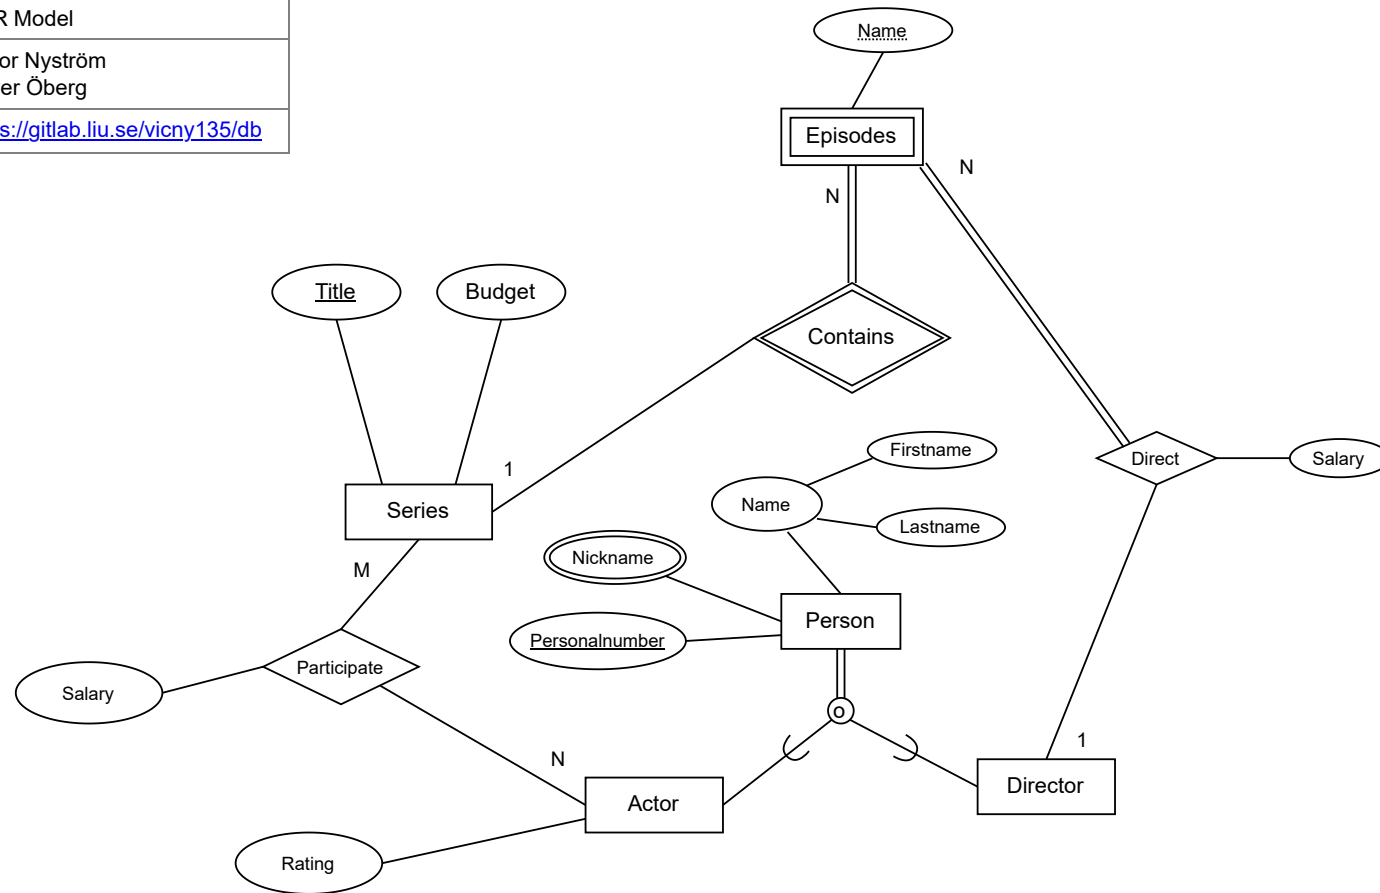 R Model
or Nyström
er Öberg
s://gitlab.liu.se/vicny135/db
Name
Episodes
N
N
Title
Budget
Contains
Firstname
Salary
Direct
1
Name
Series
Lastname
Nickname
M
Person
Personalnumber
Participate
Salary
o
1
N
Director
Actor
Rating